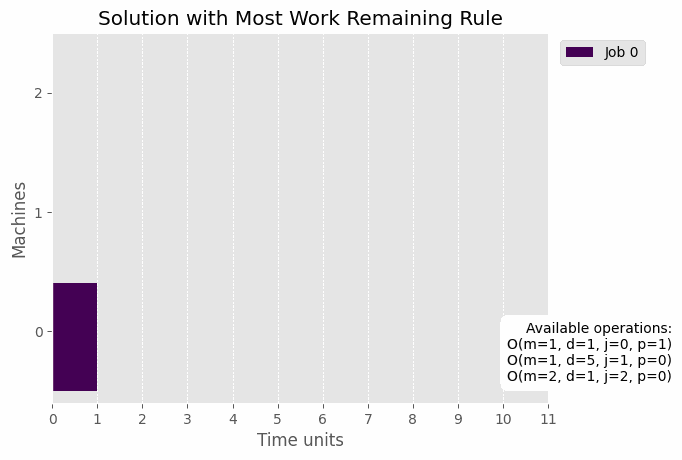 Solution with Most Work Remaining Rule
Job 0
Machines
2
1
0
Available operations:
O(m=1, d=1, j=0, p=1)
O(m=1, d=5, j=1, p=0)
O(m=2, d=1, j=2, p=0)
0 1 2 3 4 5 6 7 8 9 10 11
Time units